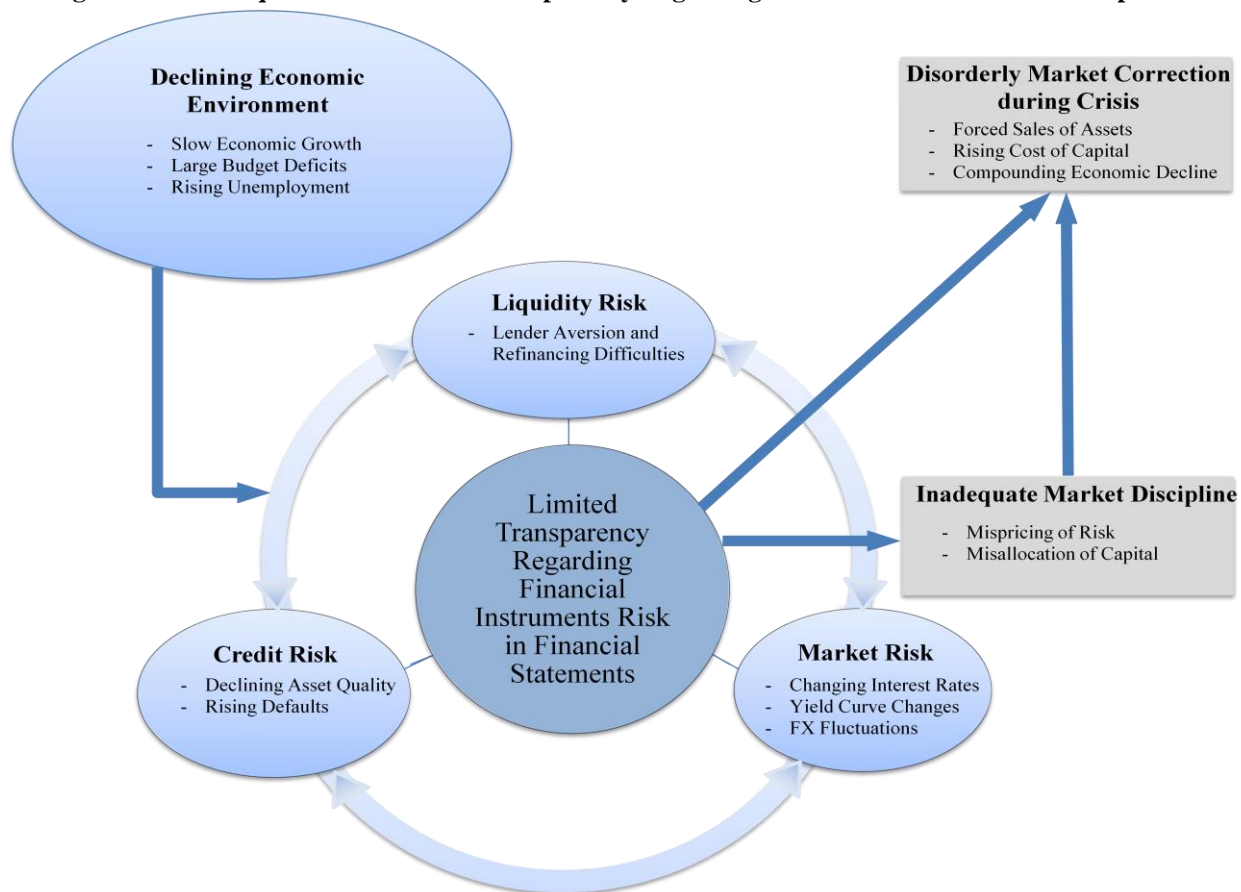 Declining Economic
Environment
- Slow Economic Growth
- Large Budget Deficits
- Rising Unemployment
Disorderly Market Correction
during Crisis
- Forced Sales of Assets
- Rising Cost of Capital
- Compounding Economic Decline
Liquidity Risk
- Lender Aversion and
Refinancing Difficulties
Limited
Transparency
Regarding
Financial
Instruments Risk
in Financial
Statements
Inadequate Market Discipline
- Mispricing of Risk
- Misallocation of Capital
Credit Risk
- Declining Asset Quality
- Rising Defaults
Market Risk
- Changing Interest Rates
- Yield Curve Changes
- FX Fluctuations